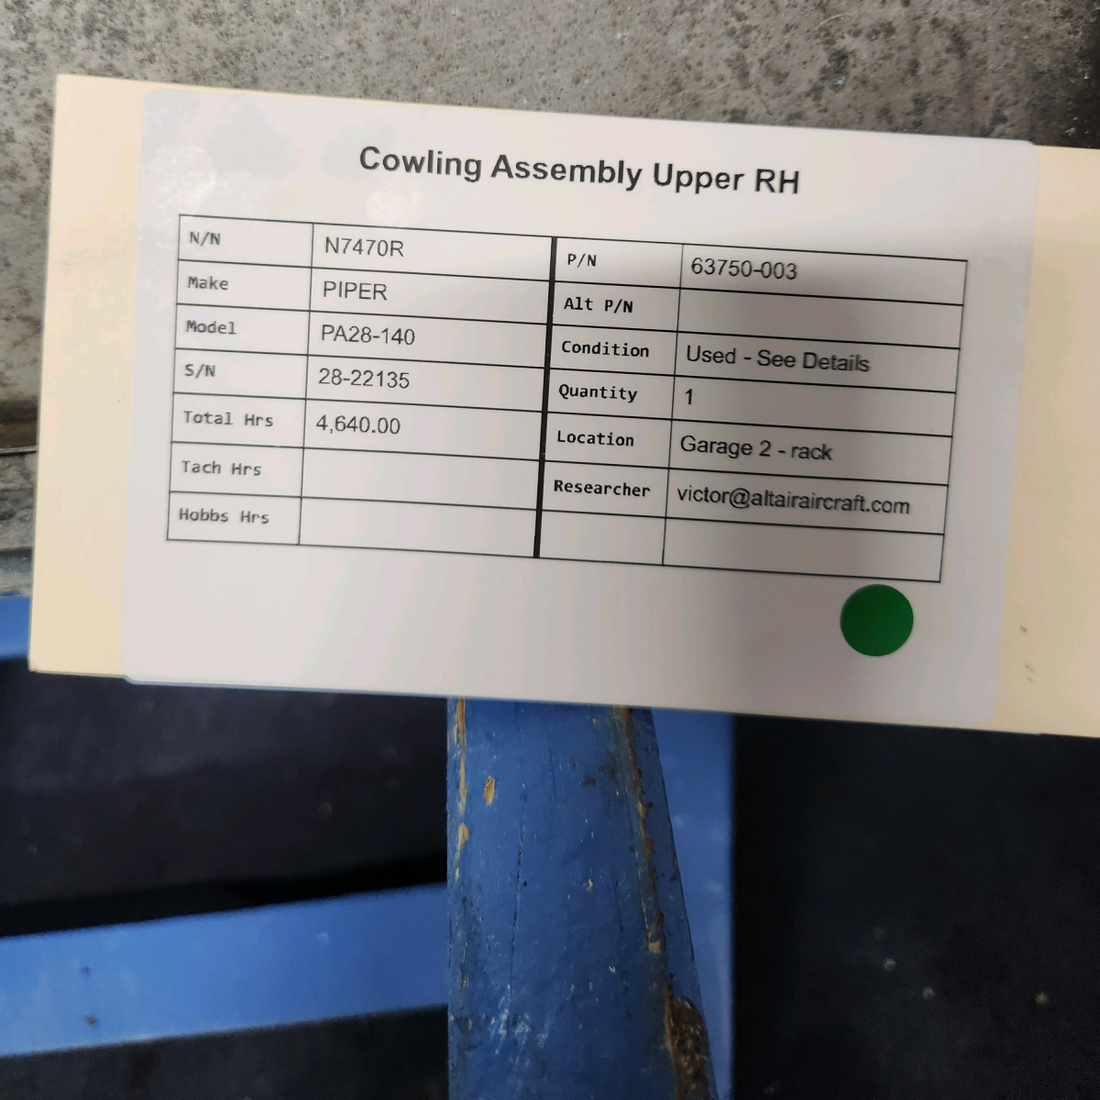 Cowling Assembly Upper RH
N/N N7470R P/N 63750-003
Make PIPER Alt P/N
Model PA28-140 Condition Used - See Details
S/N 28-22135 Quantity 1
Total Hrs 4,640.00 Location Garage 2 - rack
Tach Hrs Researcher victor@altairaircraft.com
Hobbs Hrs